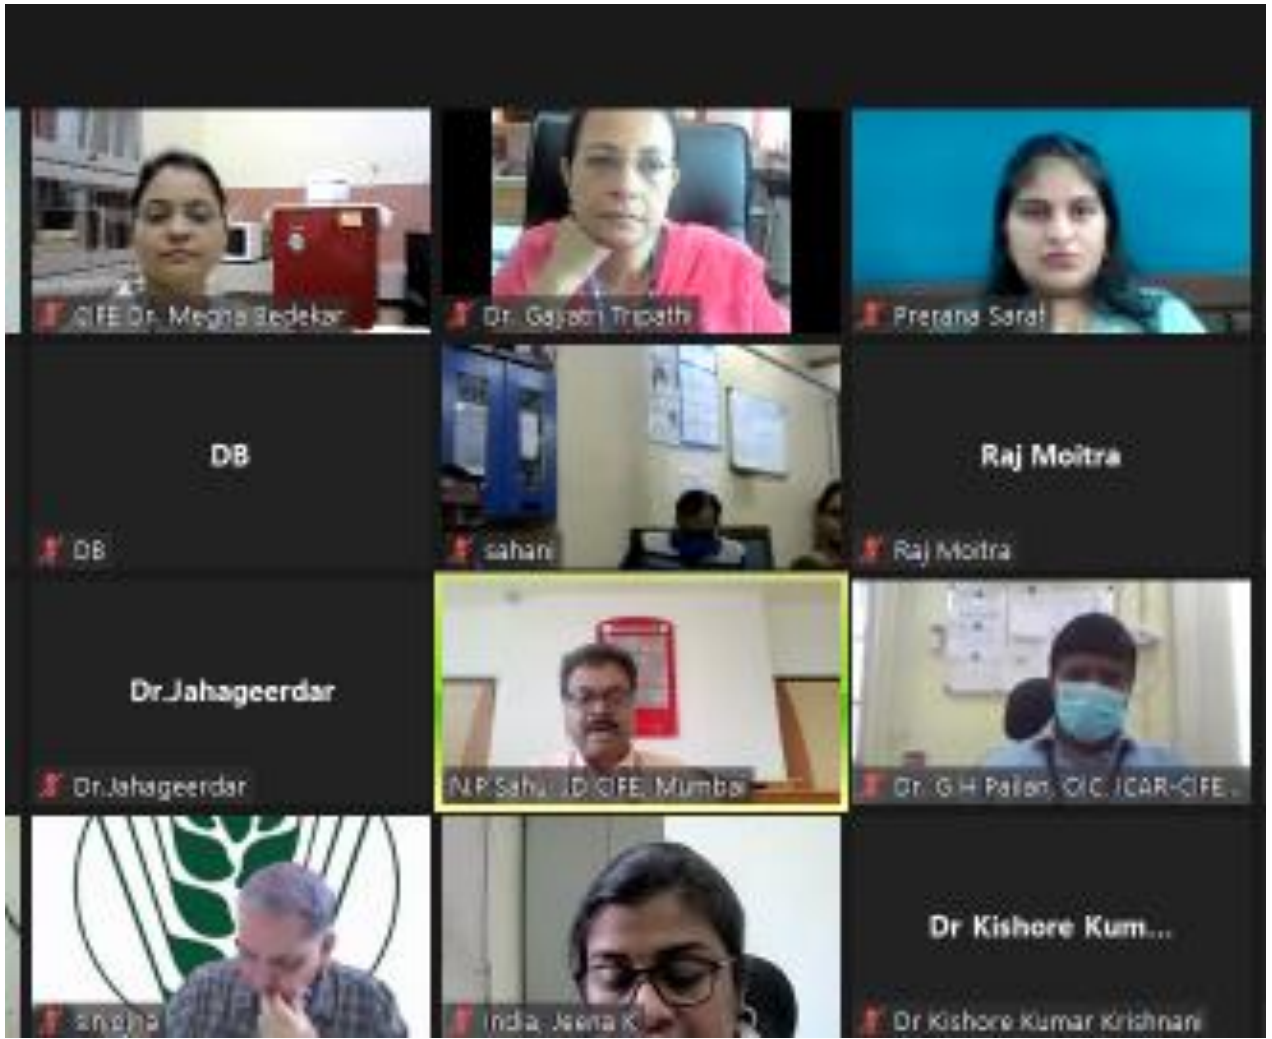 CIFE Dr. Megha Bedekar
Dr. Gayatri Tripathi
Prerana Saraf
DB
DB
sahani
Raj Moitra
Raj Moitra
Dr.Jahageerdar
Dr.Jahageerdar
N.P.Sahu JD CIFE, Mumbai
Dr. G H Pailan, OIC, ICAR-CIFE...
s n ojha
India, Jeena K
Dr Kishore Kum...
Dr Kishore Kumar Krishnani